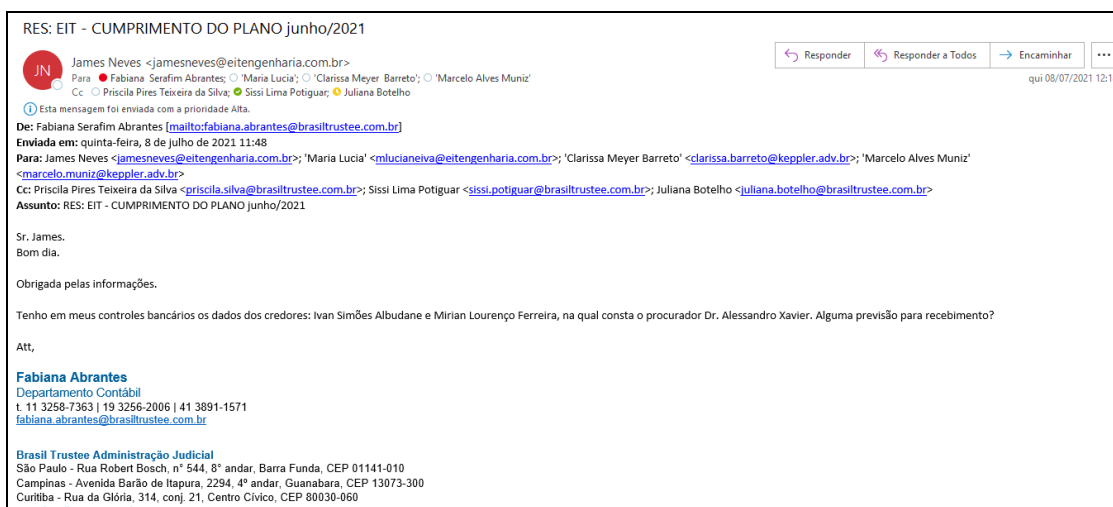 RES: EIT - CUMPRIMENTO DO PLANO junho/2021
Responder
Responder a Todos
Encaminhar
JN
James Neves <jamesneves@eitengenharia.com.br>
Para Fabiana Serafim Abrantes; 'Maria Lucia'; 'Clarissa Meyer Barreto'; 'Marcelo Alves Muniz'
Cc Priscila Pires Teixeira da Silva; Sissi Lima Potiguar; Juliana Botelho
qui 08/07/2021 12:1
Esta mensagem foi enviada com a prioridade Alta.
De: Fabiana Serafim Abrantes [mailto:fabiana.abrantes@brasiltrustee.com.br]
Enviada em: quinta-feira, 8 de julho de 2021 11:48
Para: James Neves <jamesneves@eitengenharia.com.br>; 'Maria Lucia' <mlucianeiva@eitengenharia.com.br>; 'Clarissa Meyer Barreto' <clarissa.barreto@keppler.adv.br>; 'Marcelo Alves Muniz'
<marcelo.muniz@keppler.adv.br>
Cc: Priscila Pires Teixeira da Silva <priscila.silva@brasiltrustee.com.br>; Sissi Lima Potiguar <sissi.potiguar@brasiltrustee.com.br>; Juliana Botelho <juliana.botelho@brasiltrustee.com.br>
Assunto: RES: EIT - CUMPRIMENTO DO PLANO junho/2021
Sr. James.
Bom dia.
Obrigada pelas informações.
Tenho em meus controles bancários os dados dos credores: Ivan Simões Albudane e Mirian Lourenço Ferreira, na qual consta o procurador Dr. Alessandro Xavier. Alguma previsão para recebimento?
Att,
Fabiana Abrantes
Departamento Contábil
t. 11 3258-7363 | 19 3256-2006 | 41 3891-1571
fabiana.abrantes@brasiltrustee.com.br
Brasil Trustee Administração Judicial
São Paulo - Rua Robert Bosch, n° 544, 8° andar, Barra Funda, CEP 01141-010
Campinas - Avenida Barão de Itapura, 2294, 4º andar, Guanabara, CEP 13073-300
Curitiba - Rua da Glória, 314, conj. 21, Centro Cívico, CEP 80030-060